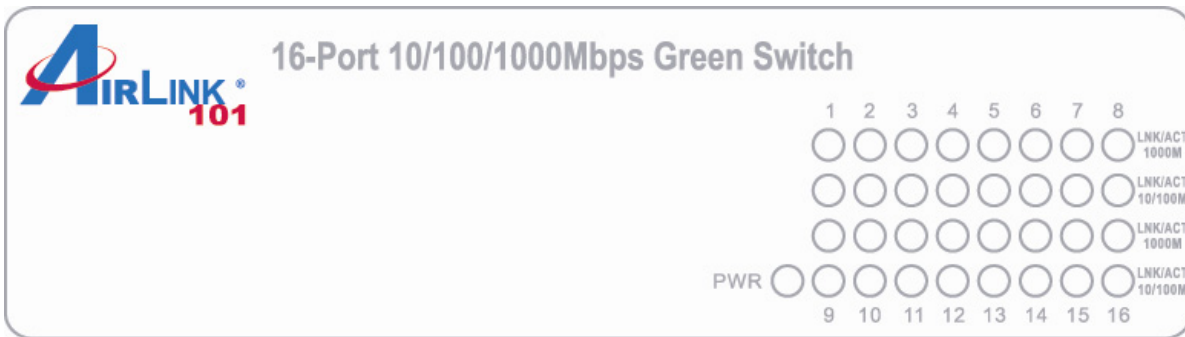 AIRLINK®
101
16-Port 10/100/1000Mbps Green Switch
1 2 3 4 5 6 7 8
LNK/ACT
1000M
LNK/ACT
10/100M
LNK/ACT
1000M
PWR
LNK/ACT
10/100M
9 10 11 12 13 14 15 16